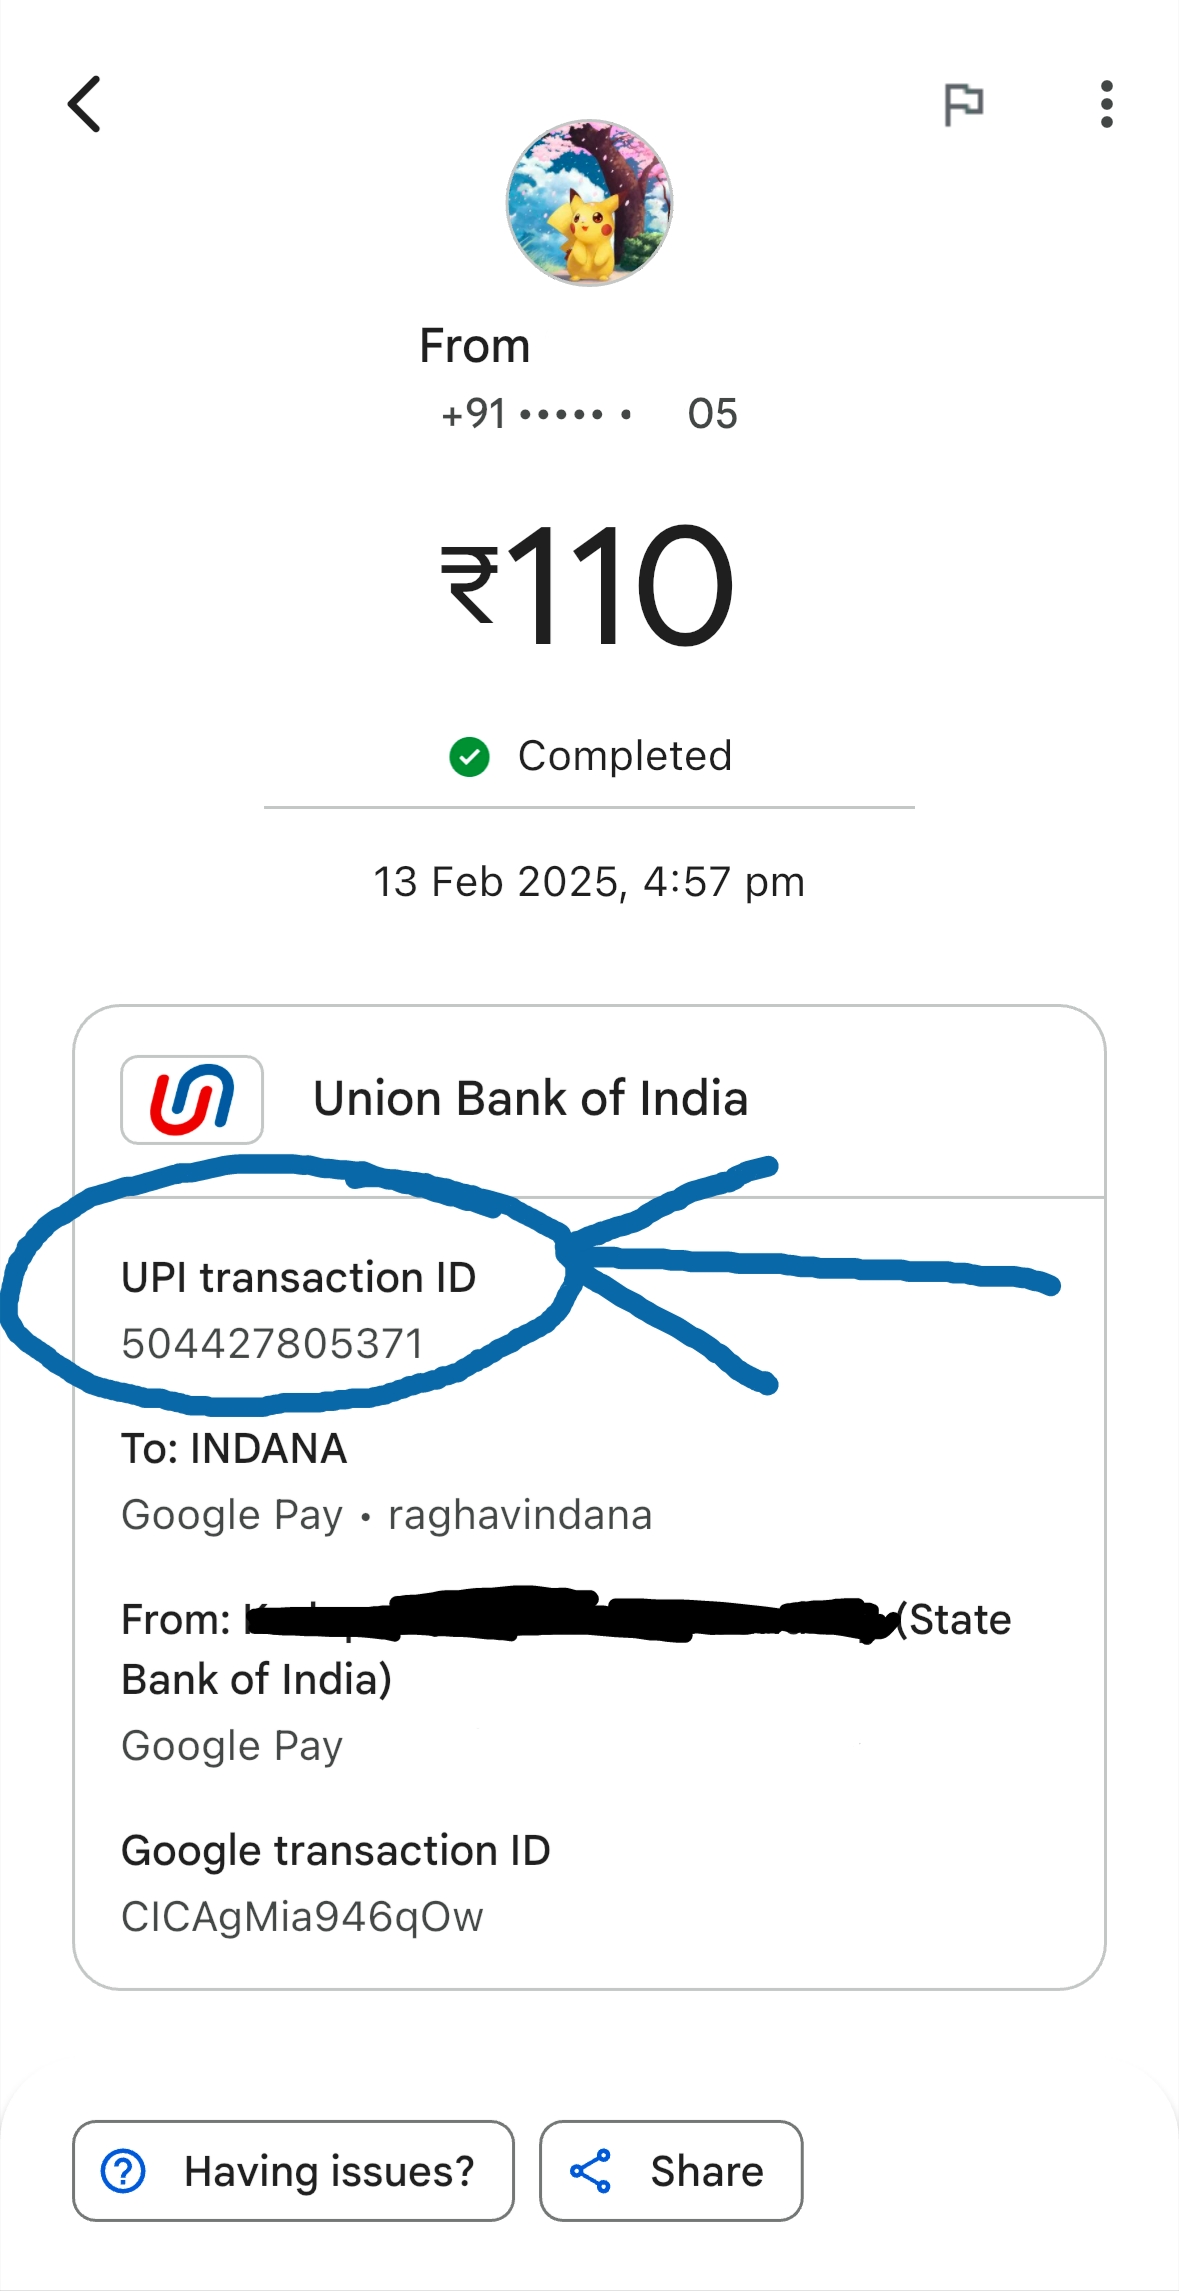 From
+91 •••••• 05
₹110
Completed
13 Feb 2025, 4:57 pm
Union Bank of India
UPI transaction ID
504427805371
To: INDANA
Google Pay • raghavindana
From: (State
Bank of India)
Google Pay
Google transaction ID
CICAgMia946qOw
Having issues?
Share